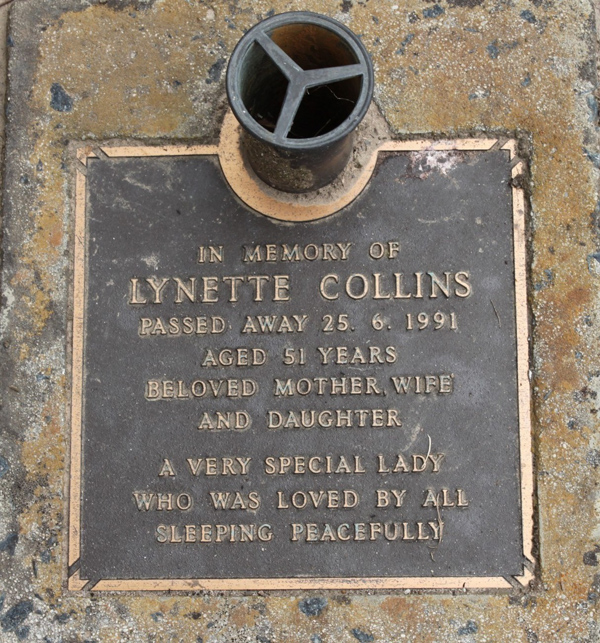 IN MEMORY OF
LYNETTE COLLINS
PASSED AWAY 25. 6. 1991
AGED 51 YEARS
BELOVED MOTHER, WIFE
AND DAUGHTER
A VERY SPECIAL LADY
WHO WAS LOVED BY ALL
SLEEPING PEACEFULLY